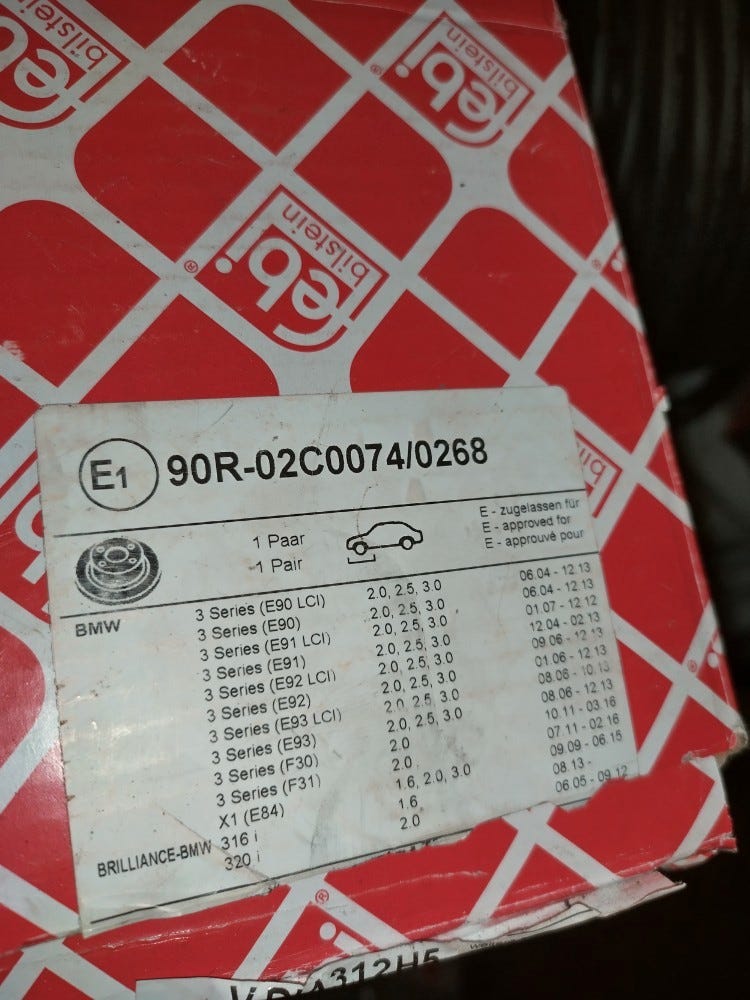 febi
bilstein
febi
bilstein ®
febi
bilstein ®
bilstein
E1 90R-02C0074/0268
1 Paar
1 Pair
E - zugelassen für
E - approved for
E - approuvé pour
BMW 3 Series (E90 LCI) 2.0, 2.5, 3.0 06.04 - 12.13
3 Series (E90) 2.0, 2.5, 3.0 06.04 - 12.13
3 Series (E91 LCI) 2.0, 2.5, 3.0 01.07 - 12.12
3 Series (E91) 2.0, 2.5, 3.0 12.04 - 02.13
3 Series (E92 LCI) 2.0, 2.5, 3.0 09.06 - 12.13
3 Series (E92) 2.0, 2.5, 3.0 01.06 - 12.13
3 Series (E93 LCI) 2.0, 2.5, 3.0 08.06 - 10.13
3 Series (E93) 2.0, 2.5, 3.0 08.06 - 12.13
3 Series (F30) 2.0 10.11 - 03.16
3 Series (F31) 2.0 07.11 - 02.16
X1 (E84) 1.6, 2.0, 3.0 09.09 - 06.15
BRILLIANCE-BMW 316 i 1.6 08.13 -
320 i 2.0 06.05 - 09.12